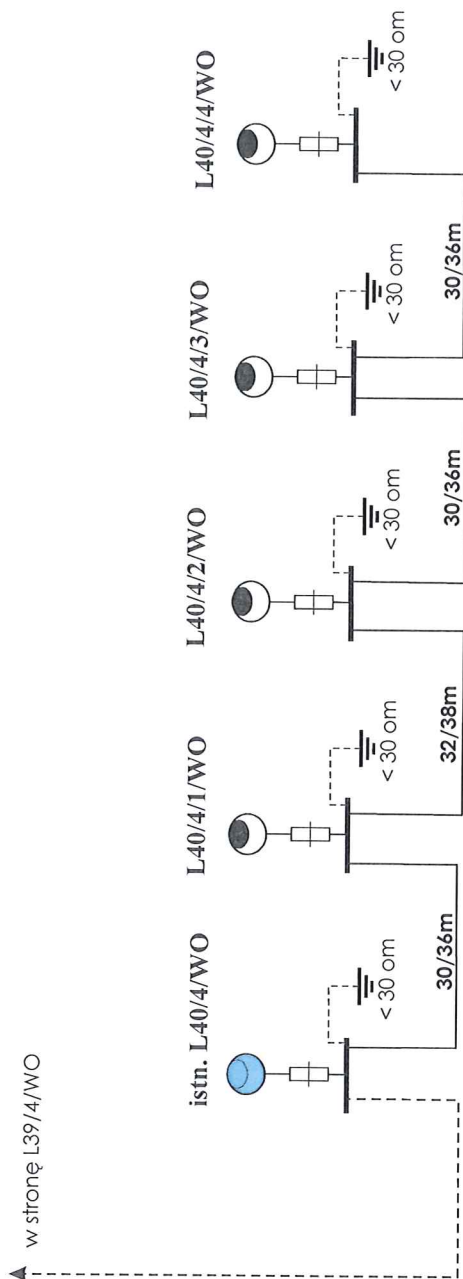 w stronę L39/4/WO
istn. L40/4/WO
< 30 om
30/36m
L40/4/1/WO
< 30 om
32/38m
L40/4/2/WO
< 30 om
30/36m
L40/4/3/WO
< 30 om
30/36m
L40/4/4/WO
< 30 om